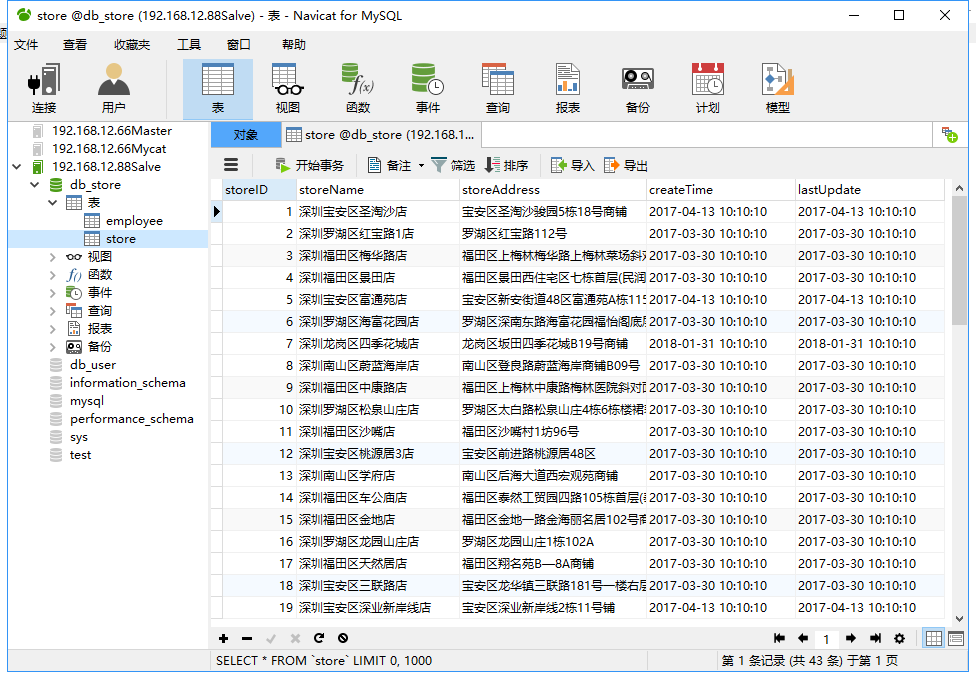 store @db_store (192.168.12.88Salve) - 表 - Navicat for MySQL
文件 查看 收藏夹 工具 窗口 帮助
连接 用户 表 视图 函数 事件 查询 报表 备份 计划 模型
192.168.12.66Master
192.168.12.66Mycat
192.168.12.88Salve
db_store
表
employee
store
视图
函数
事件
查询
报表
备份
db_user
information_schema
mysql
performance_schema
sys
test
对象 store @db_store (192.168.1...
开始事务 备注 筛选 排序 导入 导出
storeID storeName storeAddress createTime lastUpdate
1 深圳宝安区圣淘沙店 宝安区圣淘沙骏园5栋18号商铺 2017-04-13 10:10:10 2017-04-13 10:10:10
2 深圳罗湖区红宝路1店 罗湖区红宝路112号 2017-03-30 10:10:10 2017-03-30 10:10:10
3 深圳福田区梅华路店 福田区上梅林梅华路上梅林菜场斜 2017-03-30 10:10:10 2017-03-30 10:10:10
4 深圳福田区景田店 福田区景田西住宅区七栋首层(民润 2017-03-30 10:10:10 2017-03-30 10:10:10
5 深圳宝安区富通苑店 宝安区新安街道48区富通苑A栋115 2017-04-13 10:10:10 2017-04-13 10:10:10
6 深圳罗湖区海富花园店 罗湖区深南东路海富花园福怡阁底 2017-03-30 10:10:10 2017-03-30 10:10:10
7 深圳龙岗区四季花城店 龙岗区坂田四季花城B19号商铺 2018-01-31 10:10:10 2018-01-31 10:10:10
8 深圳南山区蔚蓝海岸店 南山区登良路蔚蓝海岸商铺B09号 2017-03-30 10:10:10 2017-03-30 10:10:10
9 深圳福田区中康路店 福田区上梅林中康路梅林医院斜对 2017-03-30 10:10:10 2017-03-30 10:10:10
10 深圳罗湖区松泉山庄店 罗湖区太白路松泉山庄4栋6栋楼裙 2017-03-30 10:10:10 2017-03-30 10:10:10
11 深圳福田区沙嘴店 福田区沙嘴村1坊96号 2017-03-30 10:10:10 2017-03-30 10:10:10
12 深圳宝安区桃源居3店 宝安区前进路桃源居48区 2017-03-30 10:10:10 2017-03-30 10:10:10
13 深圳南山区学府店 南山区后海大道西宏观苑商铺 2017-03-30 10:10:10 2017-03-30 10:10:10
14 深圳福田区车公庙店 福田区泰然工贸园四路105栋首层( 2017-03-30 10:10:10 2017-03-30 10:10:10
15 深圳福田区金地店 福田区金地一路金海丽名居102号商 2017-03-30 10:10:10 2017-03-30 10:10:10
16 深圳罗湖区龙园山庄店 罗湖区龙园山庄1栋102A 2017-03-30 10:10:10 2017-03-30 10:10:10
17 深圳福田区天然居店 福田区翔名苑B—8A商铺 2017-03-30 10:10:10 2017-03-30 10:10:10
18 深圳宝安区三联路店 宝安区龙华镇三联路181号一楼右 2017-03-30 10:10:10 2017-03-30 10:10:10
19 深圳宝安区深业新岸线店 宝安区深业新岸线2栋11号铺 2017-04-13 10:10:10 2017-04-13 10:10:10
1
SELECT * FROM `store` LIMIT 0, 1000 第 1 条记录 (共 43 条) 于第 1 页